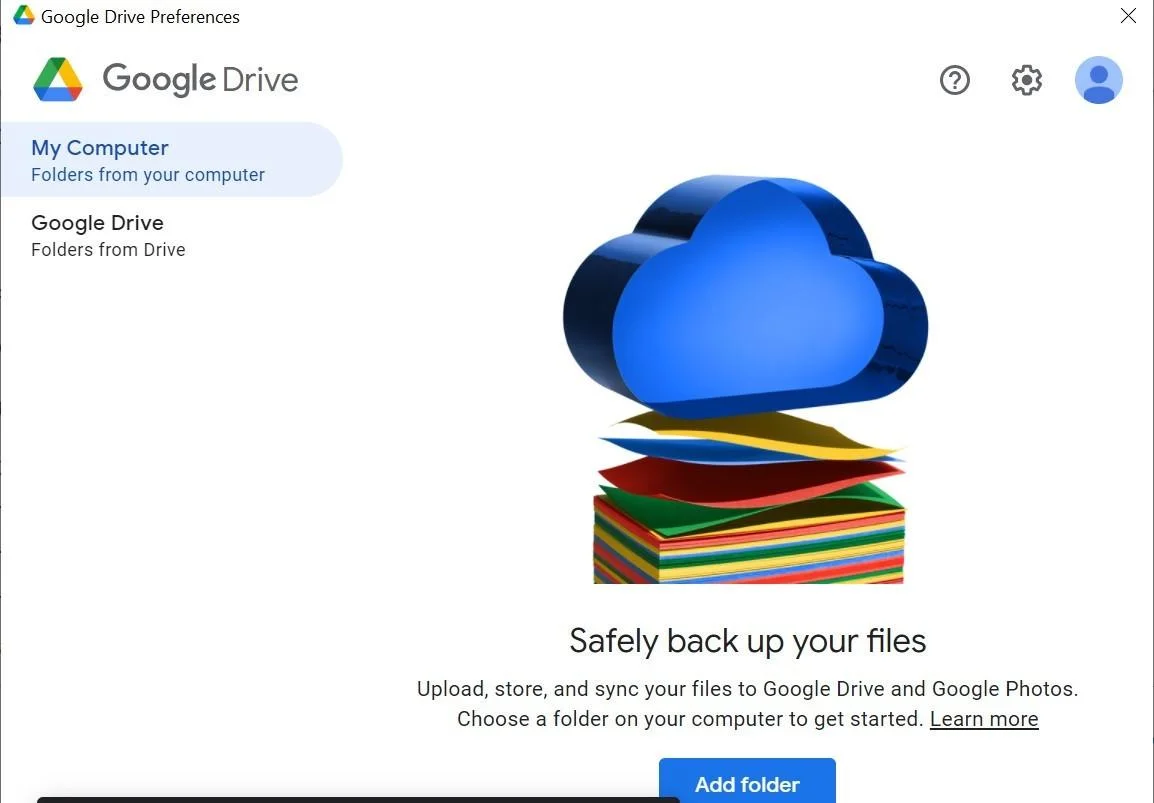 Google Drive Preferences
Google Drive
My Computer
Folders from your computer
Google Drive
Folders from Drive
Safely back up your files
Upload, store, and sync your files to Google Drive and Google Photos.
Choose a folder on your computer to get started. Learn more
Add folder